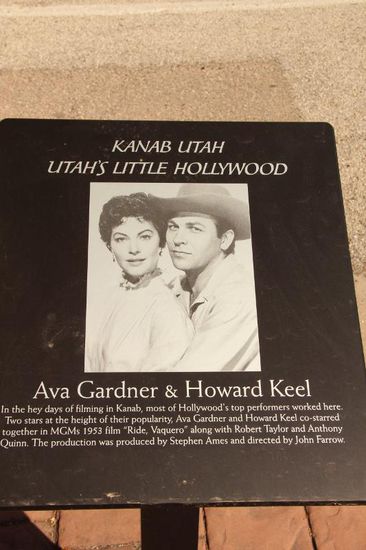 KANAB UTAH
UTAH'S LITTLE HOLLYWOOD
Ava Gardner & Howard Keel
In the hey days of filming in Kanab, most of Hollywood's top performers worked here.
Two stars at the height of their popularity, Ava Gardner and Howard Keel co-starred
together in MGMs 1953 film "Ride, Vaquero" along with Robert Taylor and Anthony
Quinn. The production was produced by Stephen Ames and directed by John Farrow.